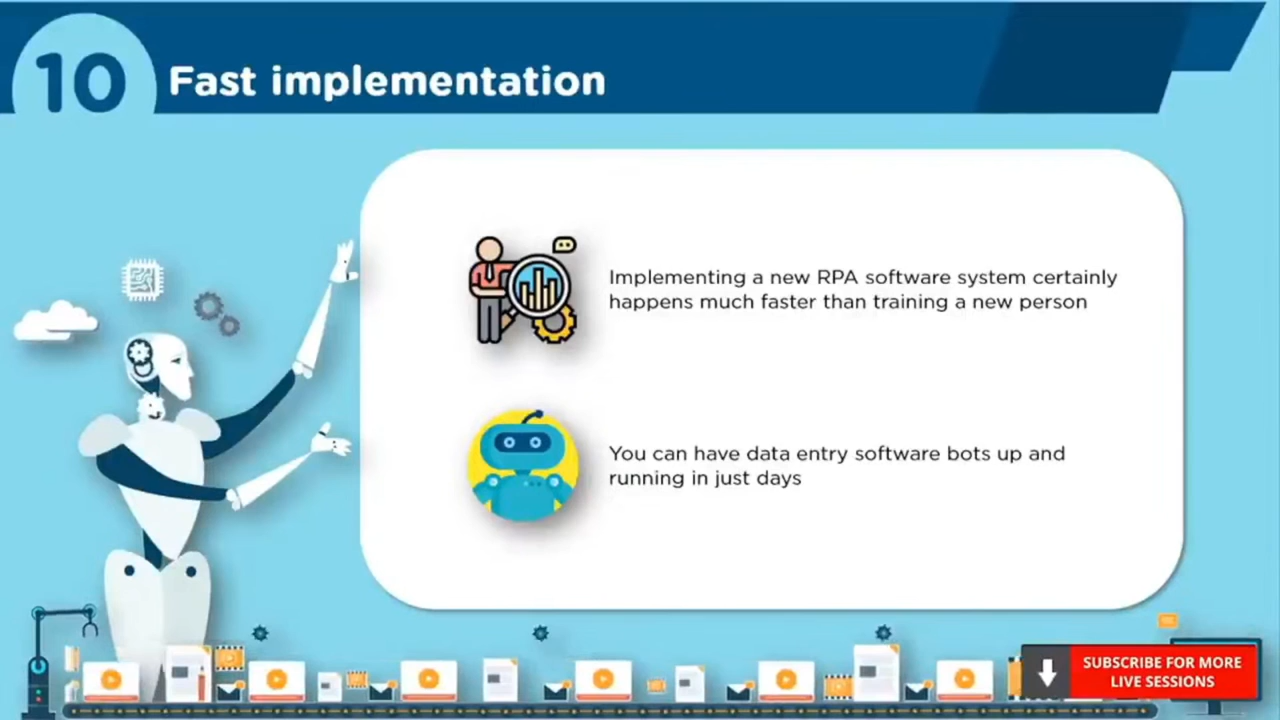 10
Fast implementation
Implementing a new RPA software system certainly
happens much faster than training a new person
You can have data entry software bots up and
running in just days
SUBSCRIBE FOR MORE
LIVE SESSIONS